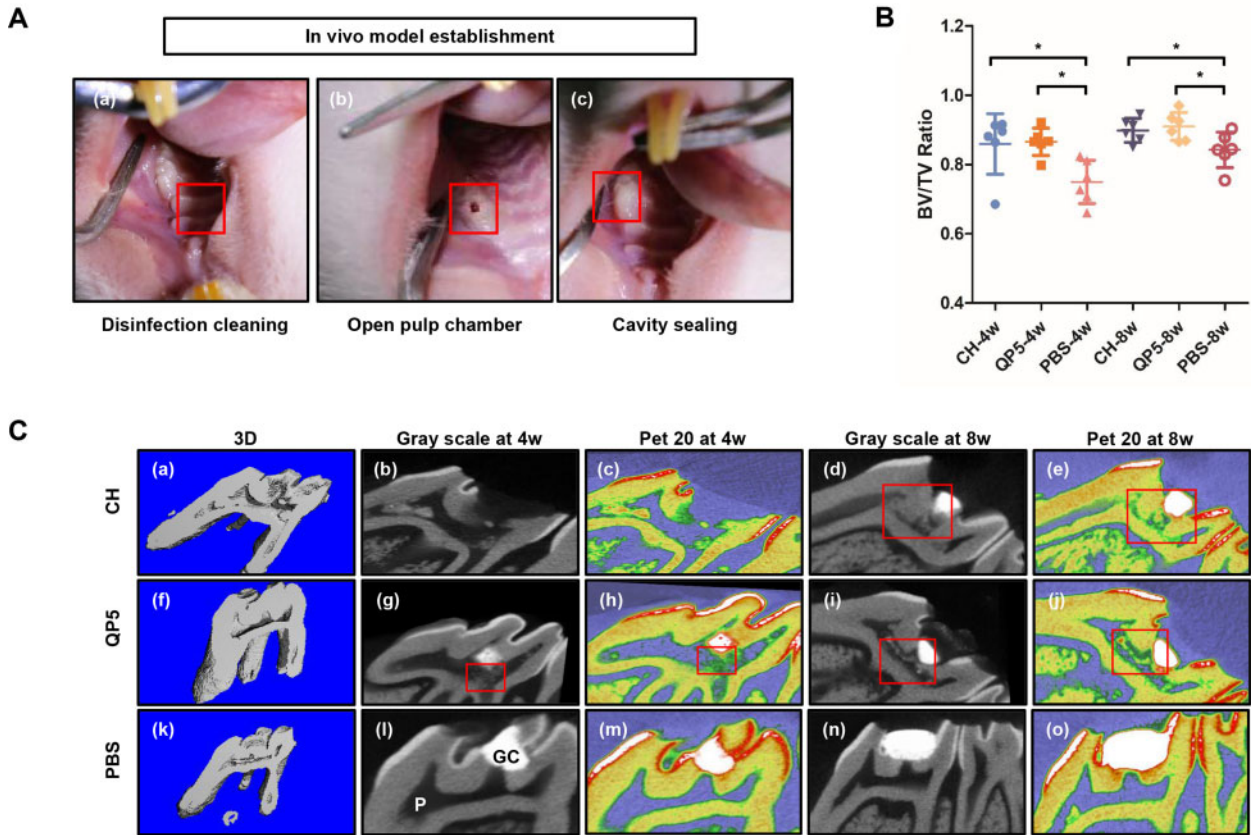 A
In vivo model establishment
(a)
(b)
(c)
Disinfection cleaning
Open pulp chamber
Cavity sealing
B
BV/TV Ratio
1.2
1.0
0.8
0.6
0.4
*
*
*
*
CH-4w
QP5-4w
PBS-4w
CH-8w
QP5-8w
PBS-8w
C
3D
Gray scale at 4w
Pet 20 at 4w
Gray scale at 8w
Pet 20 at 8w
CH
(a)
(b)
(c)
(d)
(e)
QP5
(f)
(g)
(h)
(i)
(j)
PBS
(k)
(l)
GC
P
(m)
(n)
(o)